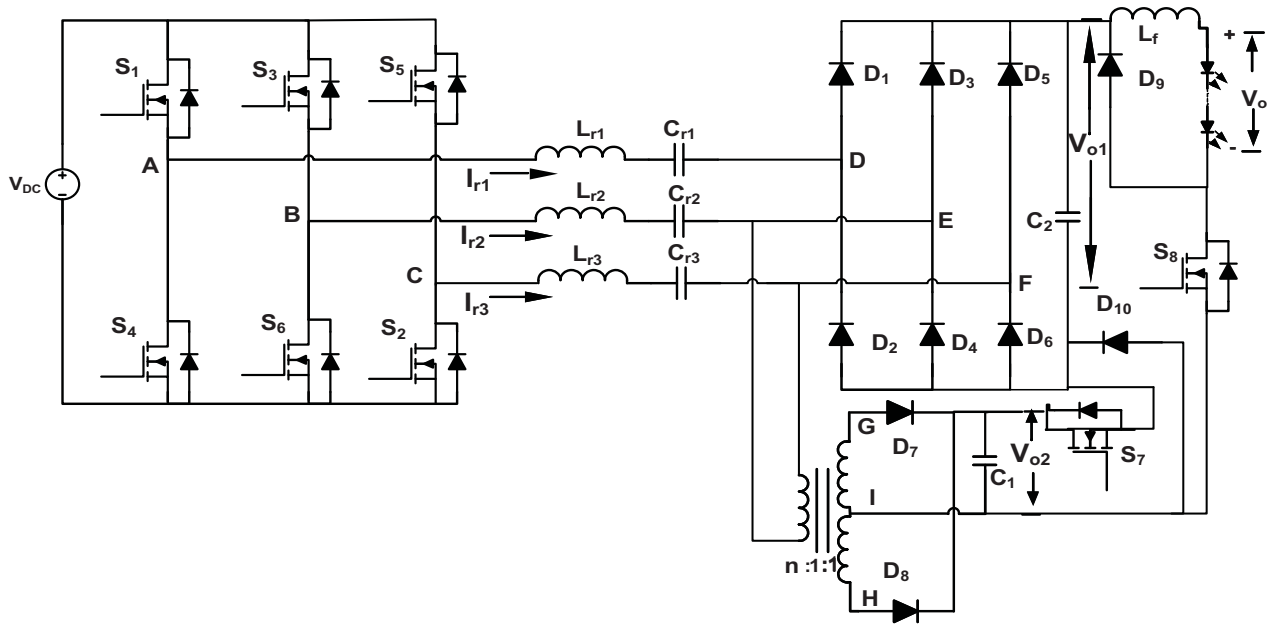 S1
S3
S5
D1
D3
D5
Lf
+
D9
Vo
-
Vo1
A
Lr1
Cr1
D
Ir1
VDC
+
-
B
Lr2
Cr2
E
Ir2
C2
C
Lr3
Cr3
F
S8
Ir3
D10
S4
S6
S2
D2
D4
D6
G
D7
Vo2
S7
C1
I
n :1:1
D8
H